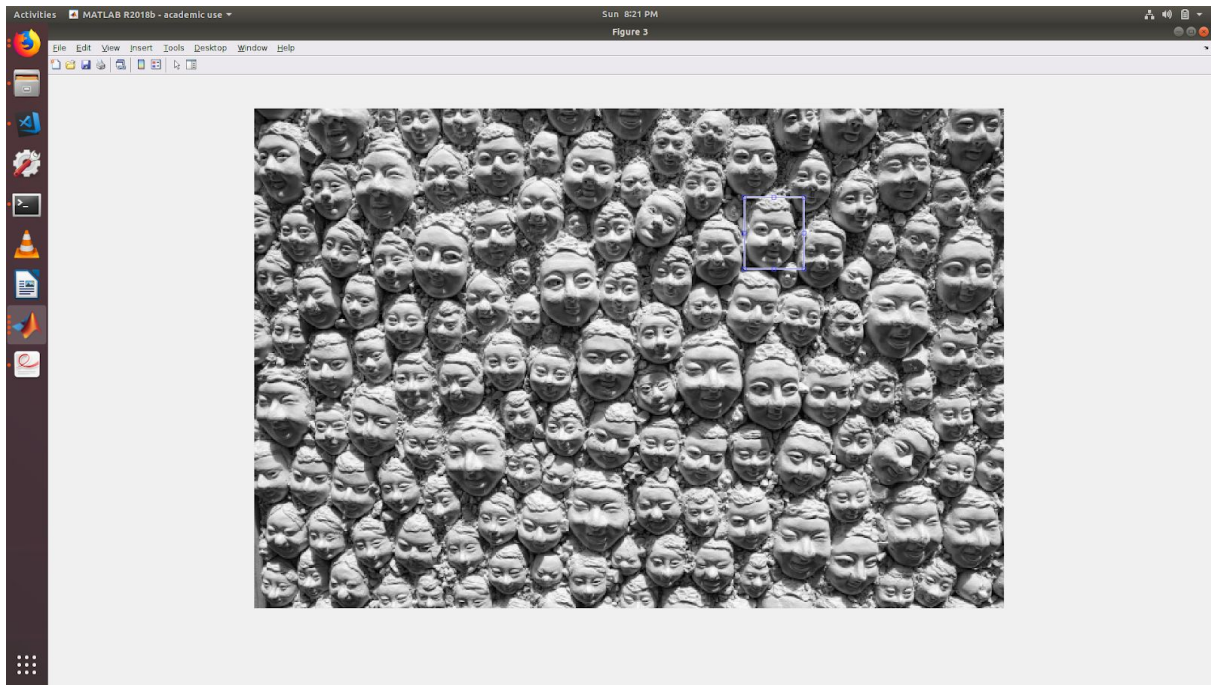 Activities MATLAB R2018b - academic use Sun 8:21 PM
Figure 3
File Edit View Insert Tools Desktop Window Help